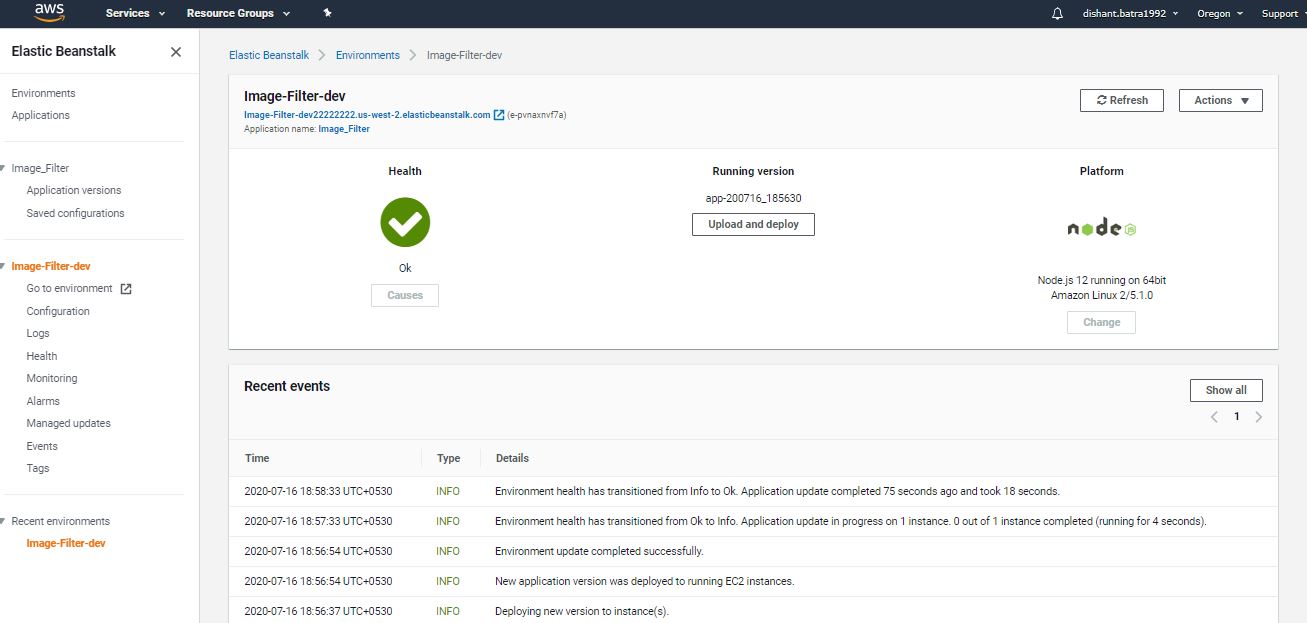 aws Services Resource Groups dishant.batra1992 Oregon Support
Elastic Beanstalk
Environments
Applications
Image_Filter
Application versions
Saved configurations
Image-Filter-dev
Go to environment
Configuration
Logs
Health
Monitoring
Alarms
Managed updates
Events
Tags
Recent environments
Image-Filter-dev
Elastic Beanstalk Environments Image-Filter-dev
Image-Filter-dev
Refresh Actions
Image-Filter-dev22222222.us-west-2.elasticbeanstalk.com (e-pvnaxnvf7a)
Application name: Image_Filter
Health
Ok
Causes
Running version
app-200716_185630
Upload and deploy
Platform
node JS
Node.js 12 running on 64bit
Amazon Linux 2/5.1.0
Change
Recent events
Show all
1
Time Type Details
2020-07-16 18:58:33 UTC+0530 INFO Environment health has transitioned from Info to Ok. Application update completed 75 seconds ago and took 18 seconds.
2020-07-16 18:57:33 UTC+0530 INFO Environment health has transitioned from Ok to Info. Application update in progress on 1 instance. 0 out of 1 instance completed (running for 4 seconds).
2020-07-16 18:56:54 UTC+0530 INFO Environment update completed successfully.
2020-07-16 18:56:54 UTC+0530 INFO New application version was deployed to running EC2 instances.
2020-07-16 18:56:37 UTC+0530 INFO Deploying new version to instance(s).